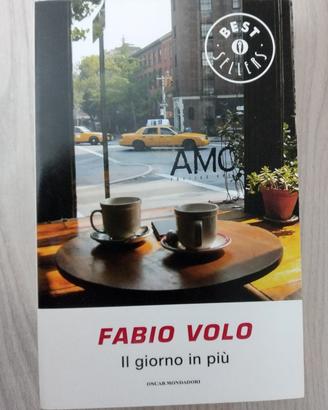 BEST
SELLERS
AMO
FABIO VOLO
Il giorno in più
OSCAR MONDADORI